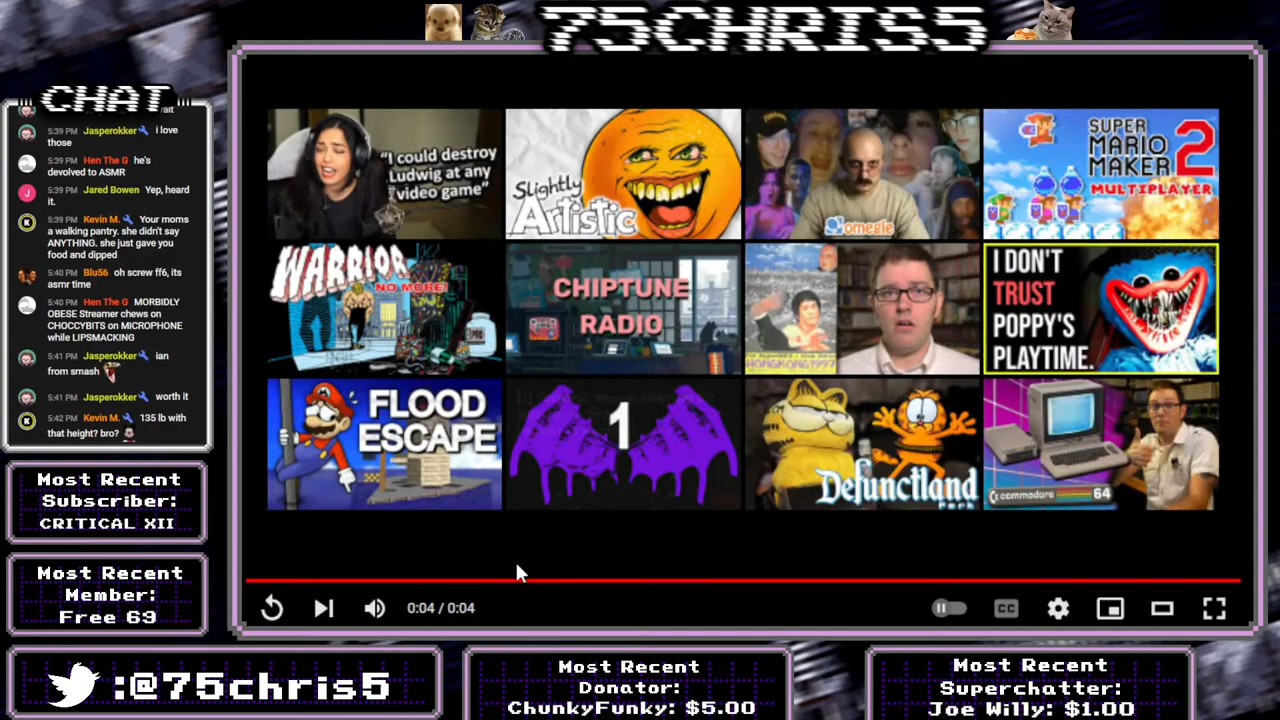 75CHRIS5
CHAT
5:39 PM Jasperokker i love
those
5:39 PM Hen The G he's
devolved to ASMR
5:39 PM Jared Bowen Yep, heard
it.
5:39 PM Kevin M. Your moms
a walking pantry. she didn't say
ANYTHING. she just gave you
food and dipped
5:40 PM Blu56 oh screw ff6, its
asmr time
5:40 PM Hen The G MORBIDLY
OBESE Streamer chews on
CHOCCYBITS on MICROPHONE
while LIPSMACKING
5:41 PM Jasperokker ian
from smash
5:41 PM Jasperokker worth it
5:42 PM Kevin M. 135 lb with
that height? bro?
Most Recent
Subscriber:
CRITICAL XII
Most Recent
Member:
Free 69
"I could destroy
Ludwig at any
video game"
Slightly
Artistic
omegle
SUPER
MARIO
MAKER 2
MULTIPLAYER
WARRIOR
NO MORE!
CHIPTUNE
RADIO
HONGKONG1997
I DON'T
TRUST
POPPY'S
PLAYTIME.
FLOOD
ESCAPE
1
Defunctland
commodore 64
0:04 / 0:04
CC
:@75chris5
Most Recent
Donator:
ChunkyFunky: $5.00
Most Recent
Superchatter:
Joe Willy: $1.00